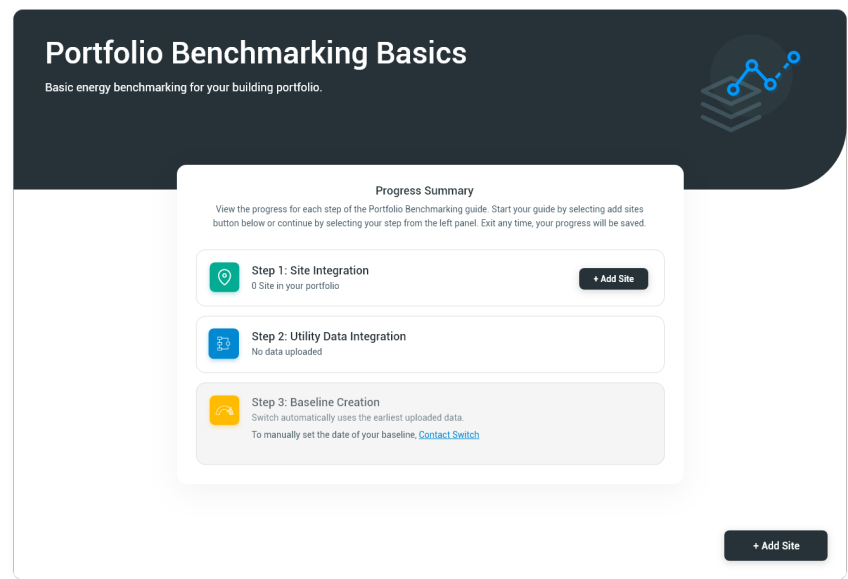 Portfolio Benchmarking Basics
Basic energy benchmarking for your building portfolio.
Progress Summary
View the progress for each step of the Portfolio Benchmarking guide. Start your guide by selecting add sites
button below or continue by selecting your step from the left panel. Exit any time, your progress will be saved.
Step 1: Site Integration
0 Site in your portfolio
+ Add Site
Step 2: Utility Data Integration
No data uploaded
Step 3: Baseline Creation
Switch automatically uses the earliest uploaded data.
To manually set the date of your baseline, Contact Switch
+ Add Site